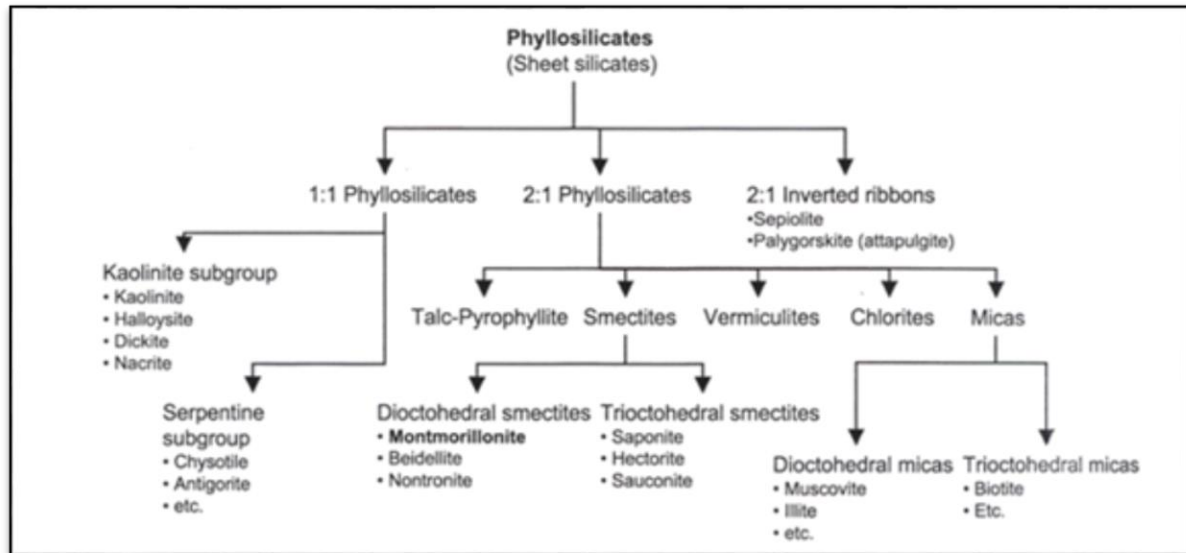 Phyllosilicates
(Sheet silicates)
1:1 Phyllosilicates
2:1 Phyllosilicates
2:1 Inverted ribbons
•Sepiolite
•Palygorskite (attapulgite)
Kaolinite subgroup
• Kaolinite
• Halloysite
• Dickite
• Nacrite
Talc-Pyrophyllite
Smectites
Vermiculites
Chlorites
Micas
Serpentine
subgroup
• Chysotile
• Antigorite
• etc.
Dioctohedral smectites
• Montmorillonite
• Beidellite
• Nontronite
Trioctohedral smectites
• Saponite
• Hectorite
• Sauconite
Dioctohedral micas
• Muscovite
• Illite
• etc.
Trioctohedral micas
• Biotite
• Etc.